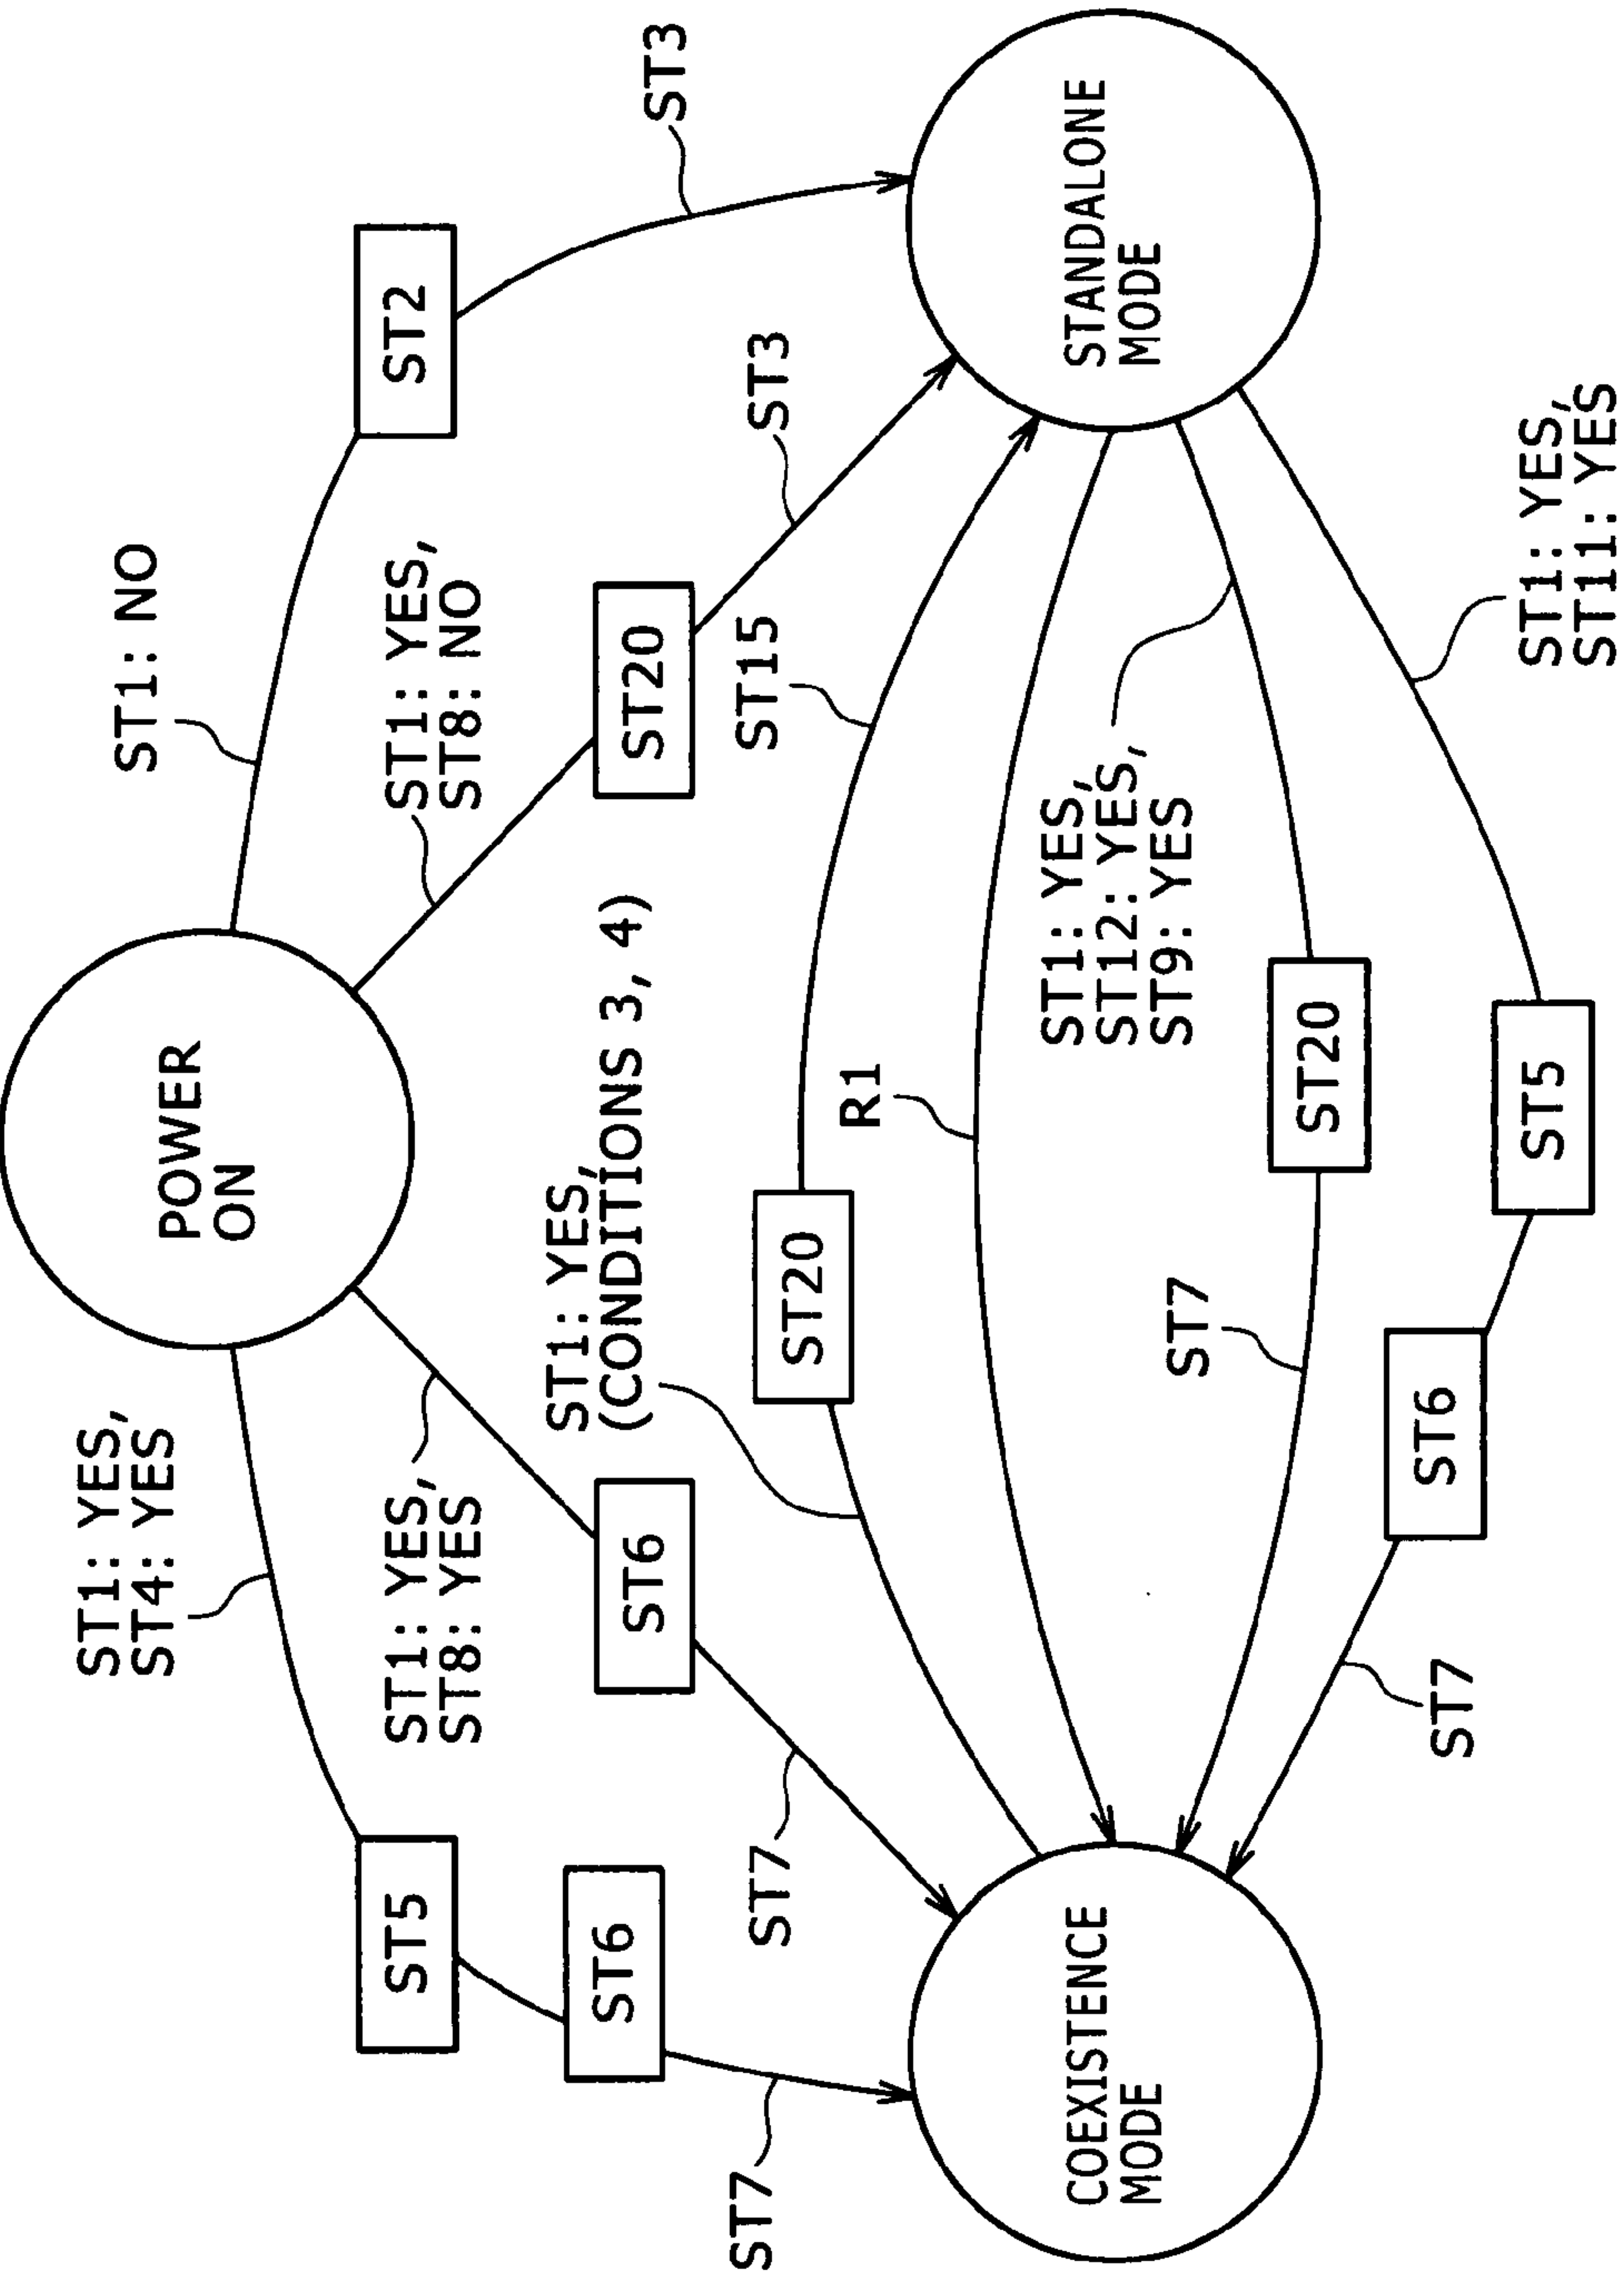 ST1: YES,
ST4: YES
ST1: NO
POWER
ON
ST5
ST1: YES,
ST8: YES
ST1: YES,
ST8: NO
ST2
ST1: YES,
(CONDITIONS 3, 4)
ST6
ST6
ST20
ST3
ST7
ST7
ST15
ST3
ST20
R1
COEXISTENCE
MODE
ST1: YES,
ST12: YES,
ST9: YES
STANDALONE
MODE
ST7
ST20
ST6
ST7
ST5
ST1: YES,
ST11: YES